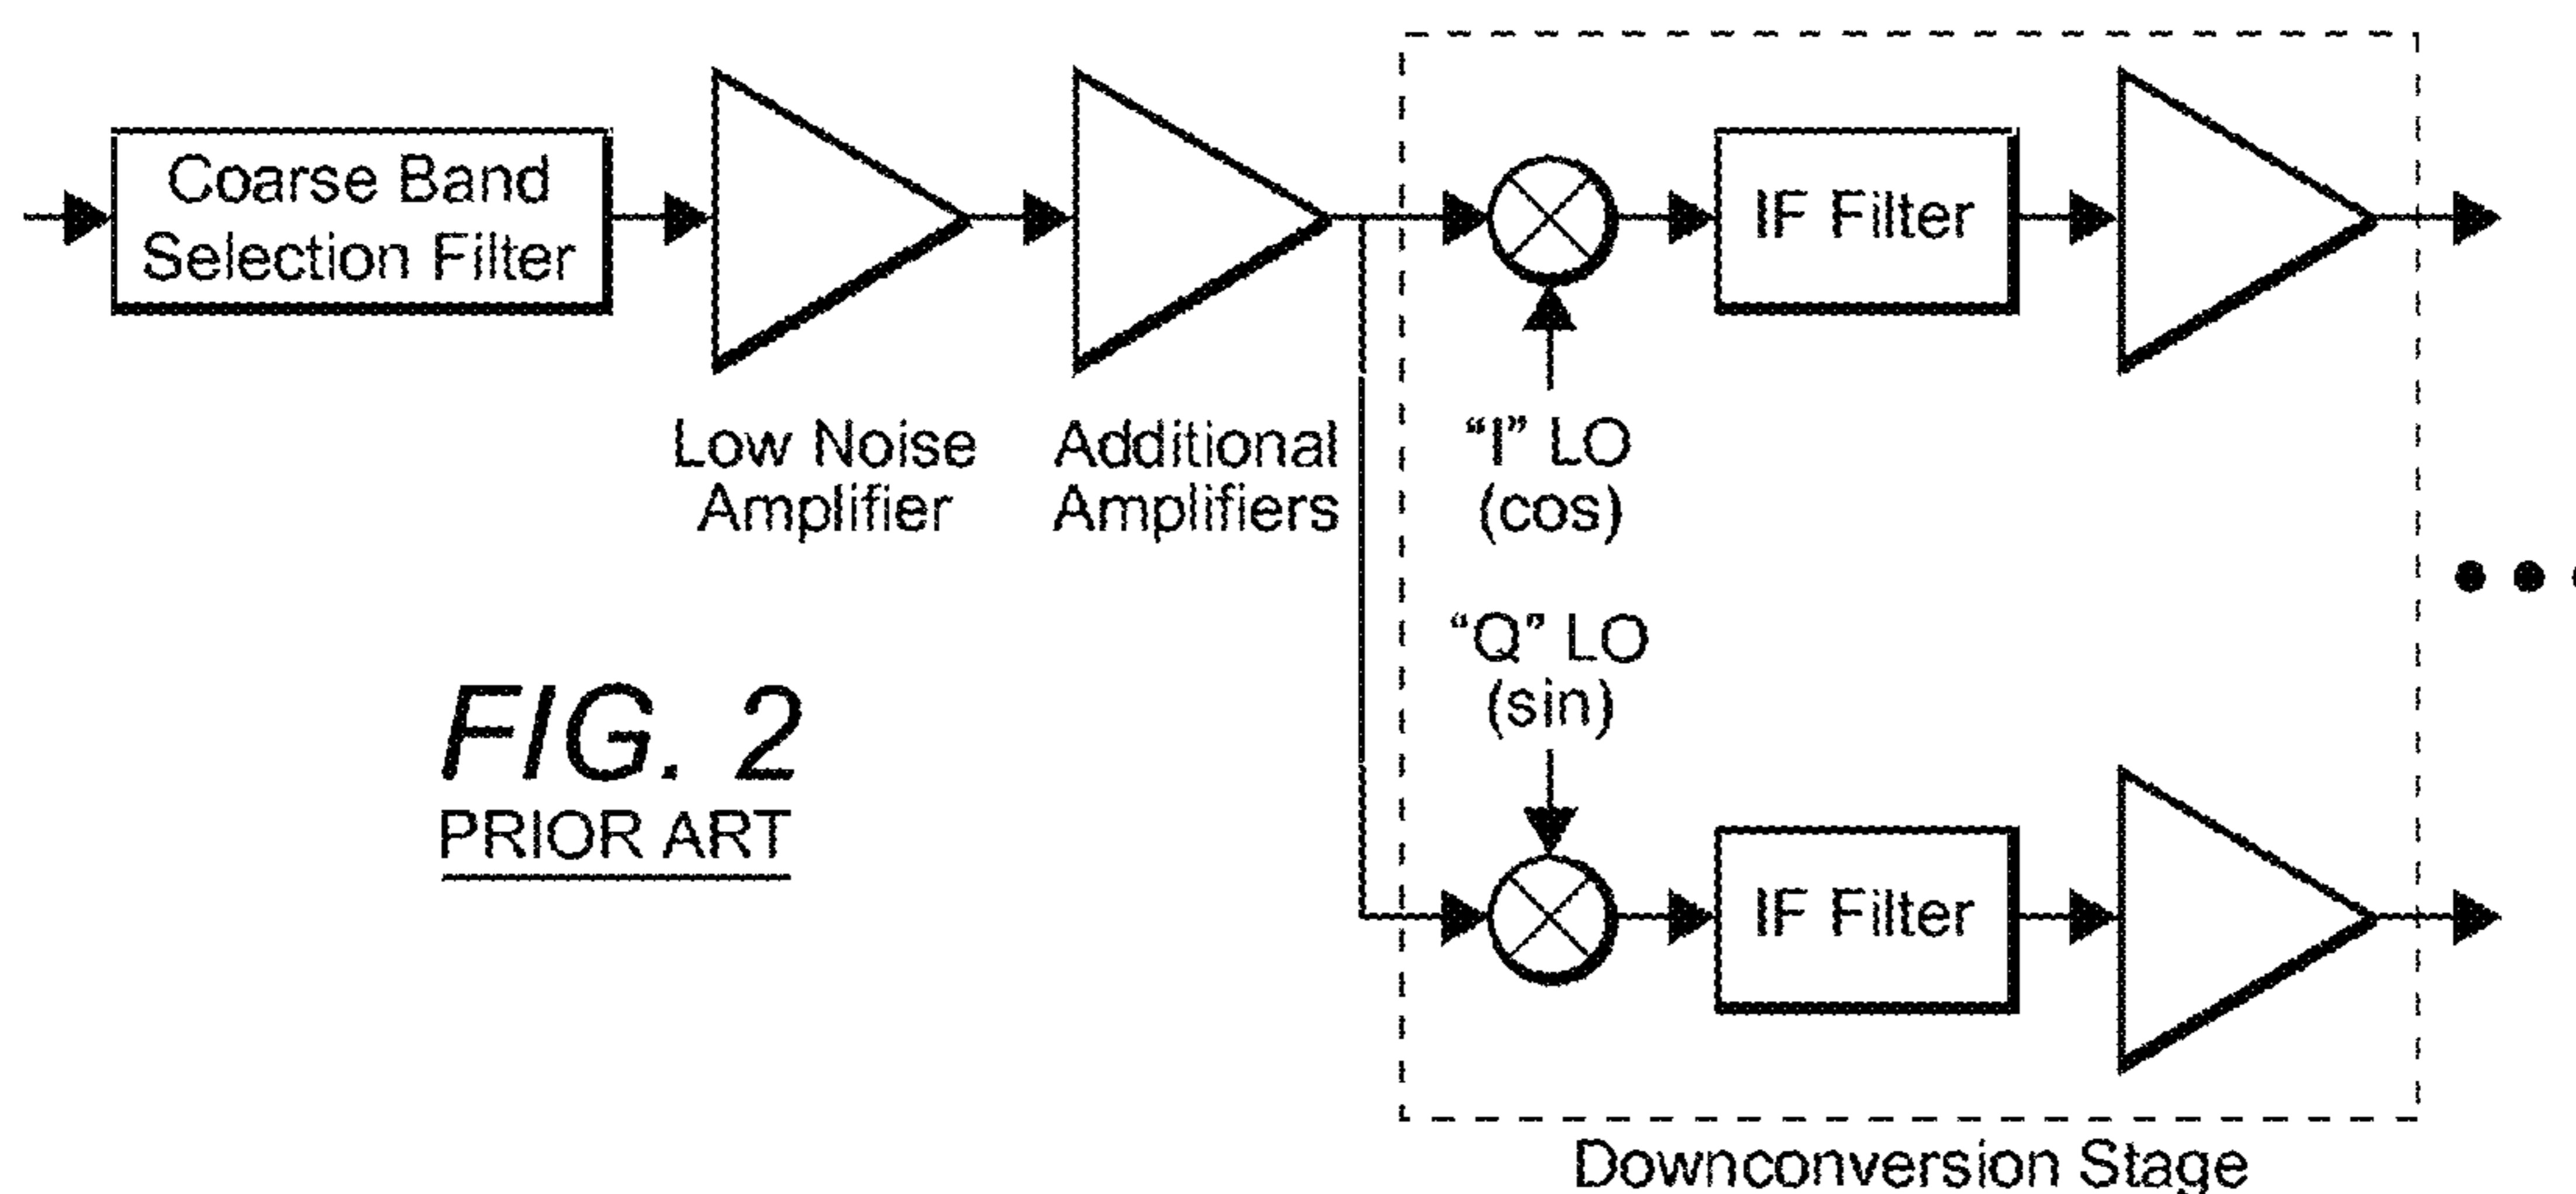 Coarse Band
Selection Filter
Low Noise
Amplifier
Additional
Amplifiers
"I" LO
(cos)
IF Filter
"Q" LO
(sin)
IF Filter
Downconversion Stage
FIG. 2
PRIOR ART